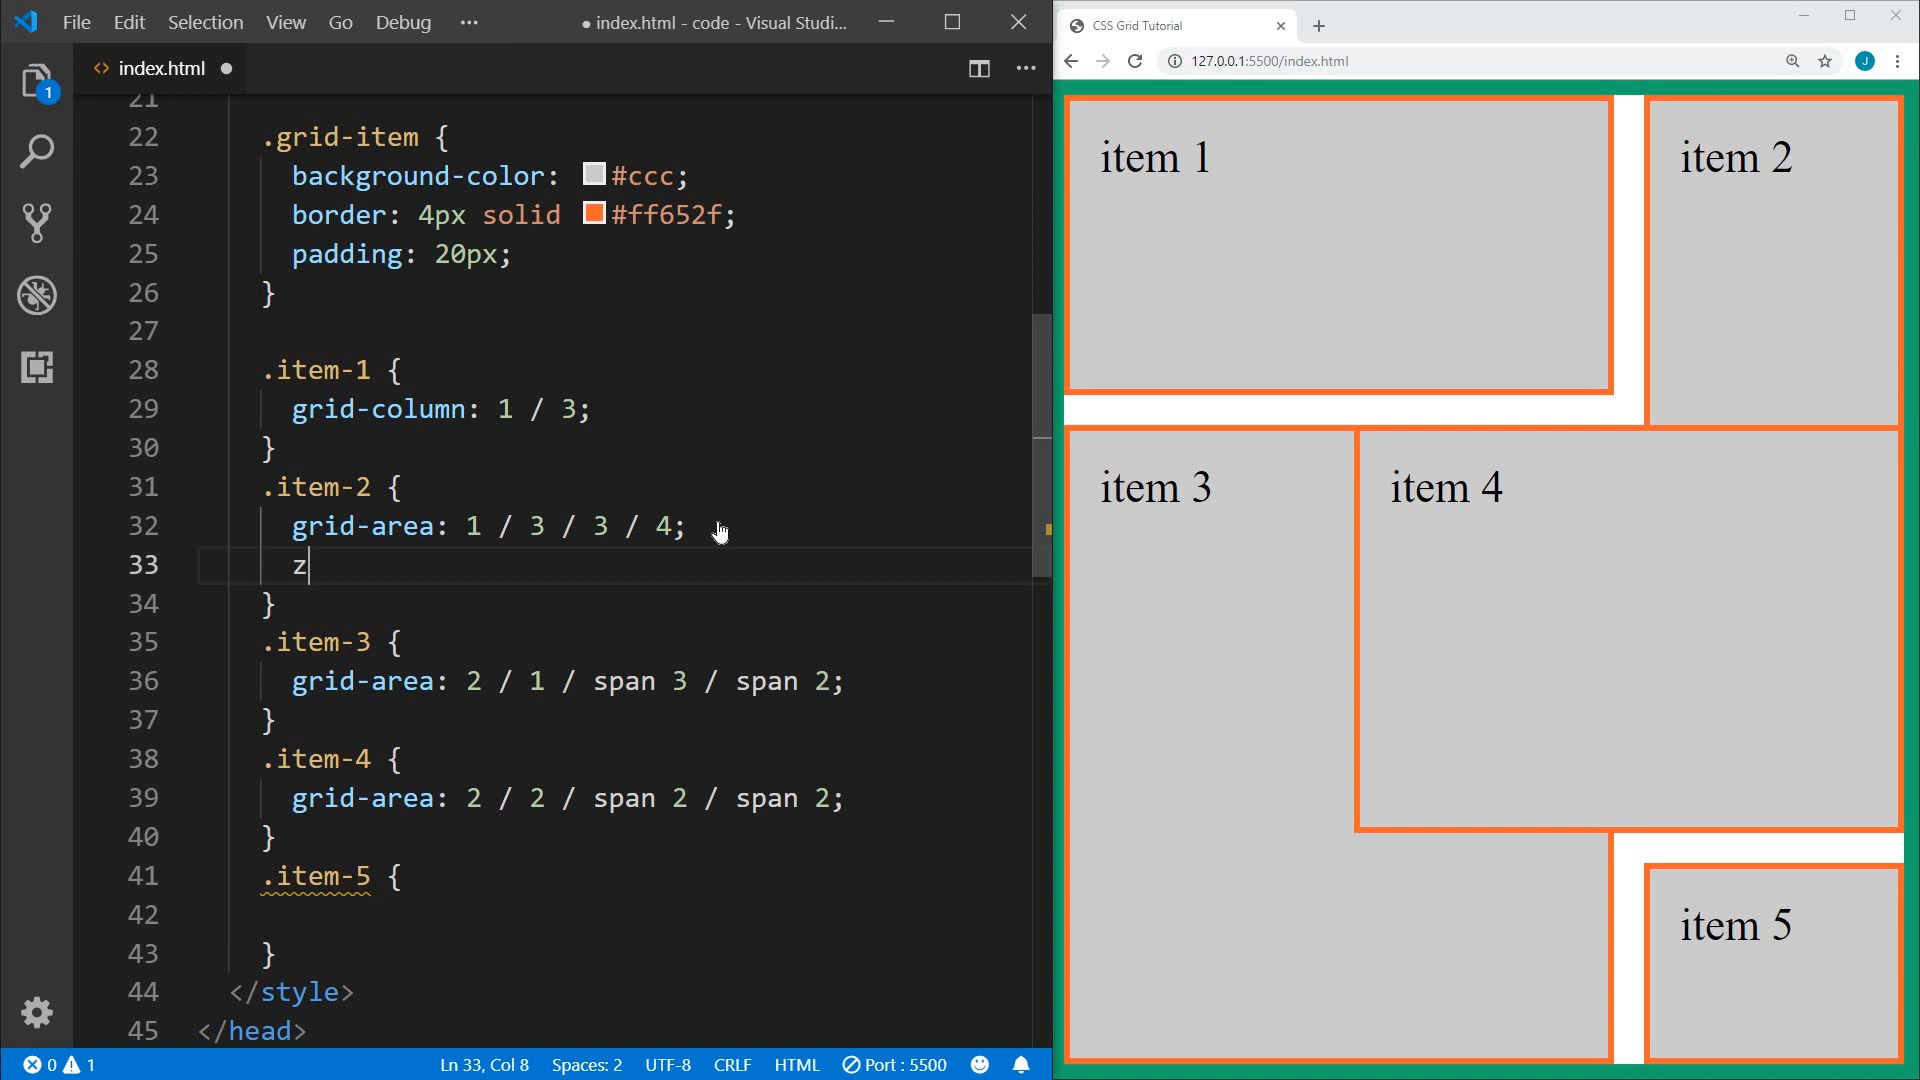 File Edit Selection View Go Debug ··· ● index.html - code - Visual Studi...
index.html
1
21
22 .grid-item {
23 background-color: #ccc;
24 border: 4px solid #ff652f;
25 padding: 20px;
26 }
27
28 .item-1 {
29 grid-column: 1 / 3;
30 }
31 .item-2 {
32 grid-area: 1 / 3 / 3 / 4;
33 z
34 }
35 .item-3 {
36 grid-area: 2 / 1 / span 3 / span 2;
37 }
38 .item-4 {
39 grid-area: 2 / 2 / span 2 / span 2;
40 }
41 .item-5 {
42
43 }
44 </style>
45 </head>
0 1 Ln 33, Col 8 Spaces: 2 UTF-8 CRLF HTML Port : 5500
CSS Grid Tutorial
127.0.0.1:5500/index.html J
item 1 item 2
item 3 item 4
item 5